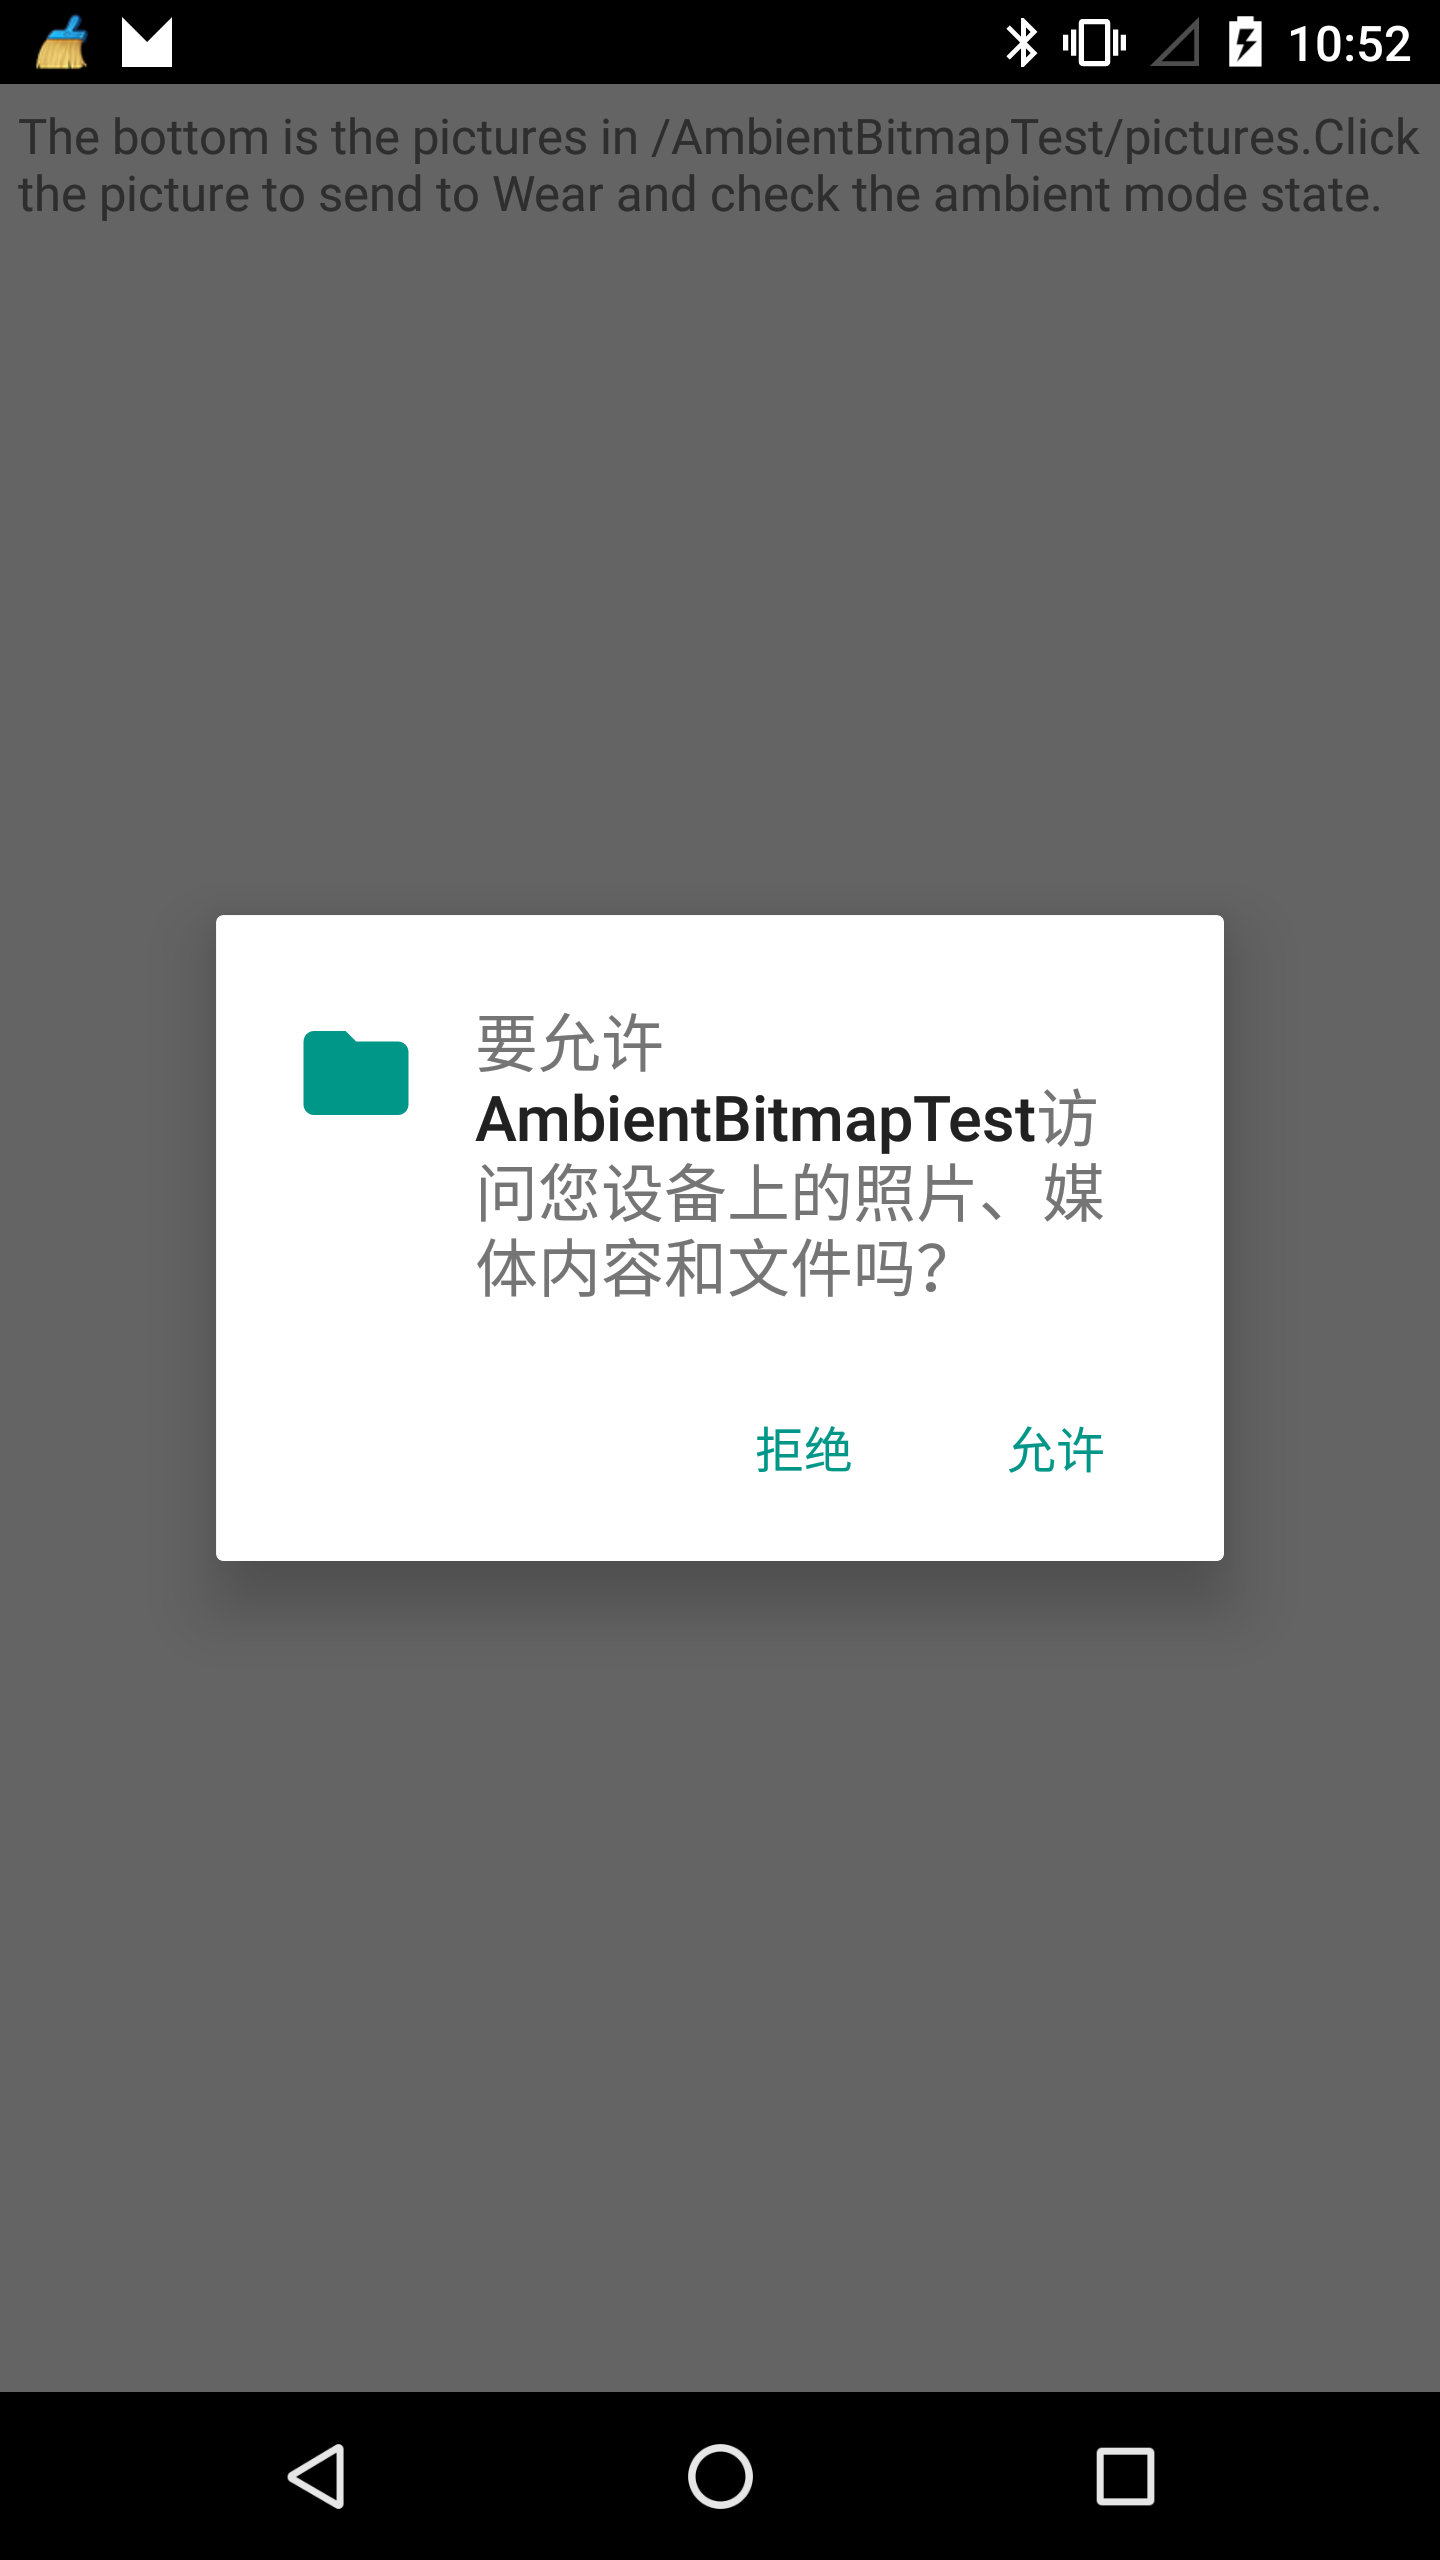 10:52
The bottom is the pictures in /AmbientBitmapTest/pictures.Click
the picture to send to Wear and check the ambient mode state.
要允许
AmbientBitmapTest访
问您设备上的照片、媒
体内容和文件吗?
拒绝 允许